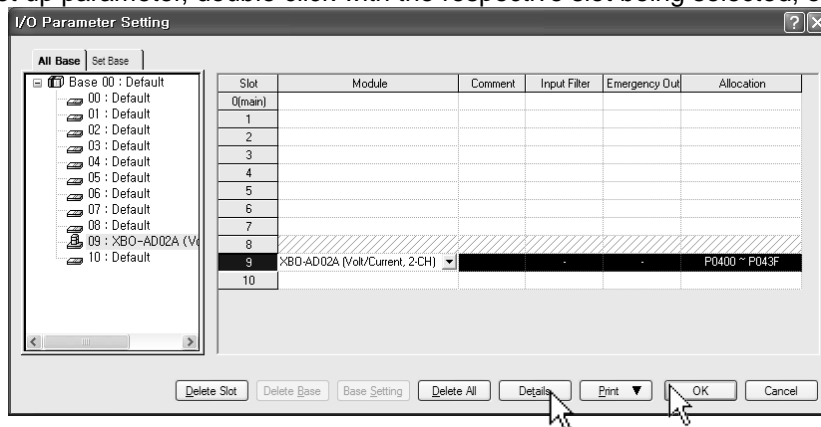 I/O Parameter Setting
All Base Set Base
Base 00 : Default
00 : Default
01 : Default
02 : Default
03 : Default
04 : Default
05 : Default
06 : Default
07 : Default
08 : Default
09 : XBO-AD02A (Vo
10 : Default
Slot Module Comment Input Filter Emergency Out Allocation
0(main)
1
2
3
4
5
6
7
8
9 XBO-AD02A (Volt/Current, 2-CH) - - P0400 ~ P043F
10
Delete Slot Delete Base Base Setting Delete All Details Print ▼ OK Cancel